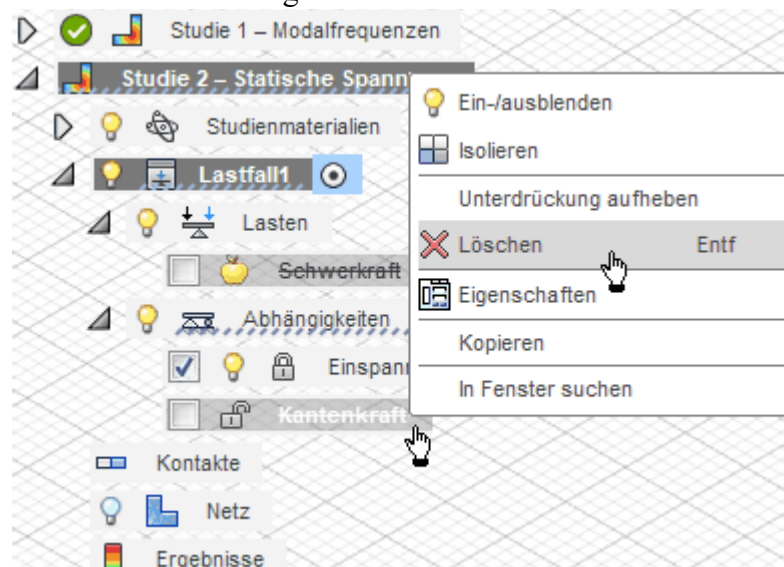 Studie 1 – Modalfrequenzen
Studie 2 – Statische Spann
Ein-/ausblenden
Studienmaterialien
Isolieren
Lastfall1
Unterdrückung aufheben
Lasten
Löschen Entf
Schwerkraft
Eigenschaften
Abhängigkeiten
Kopieren
Einspann
In Fenster suchen
Kantenkraft
Kontakte
Netz
Ergebnisse